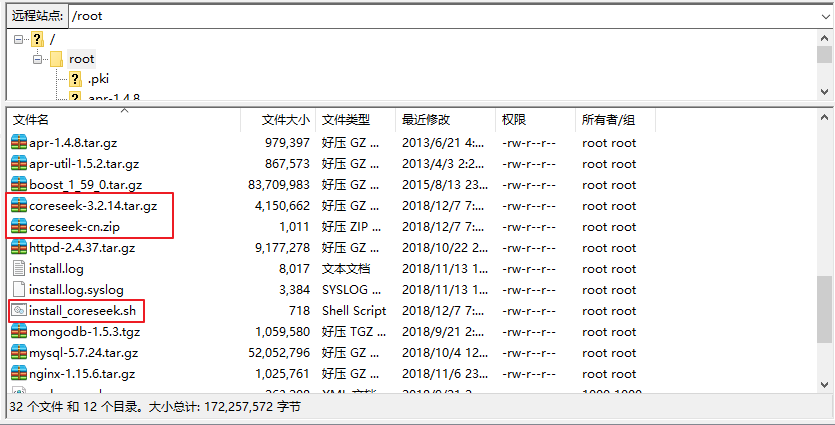 远程站点: /root
/
root
.pki
apr-1.4.8
文件名 文件大小 文件类型 最近修改 权限 所有者/组
apr-1.4.8.tar.gz 979,397 好压 GZ ... 2013/6/21 4:... -rw-r--r-- root root
apr-util-1.5.2.tar.gz 867,573 好压 GZ ... 2013/4/3 2:2... -rw-r--r-- root root
boost_1_59_0.tar.gz 83,709,983 好压 GZ ... 2015/8/13 23... -rw-r--r-- root root
coreseek-3.2.14.tar.gz 4,150,662 好压 GZ ... 2018/12/7 7:... -rw-r--r-- root root
coreseek-cn.zip 1,011 好压 ZIP ... 2018/12/7 7:... -rw-r--r-- root root
httpd-2.4.37.tar.gz 9,177,278 好压 GZ ... 2018/10/22 2... -rw-r--r-- root root
install.log 8,017 文本文档 2018/11/13 1... -rw-r--r-- root root
install.log.syslog 3,384 SYSLOG ... 2018/11/13 1... -rw-r--r-- root root
install_coreseek.sh 718 Shell Script 2018/12/7 7:... -rw-r--r-- root root
mongodb-1.5.3.tgz 1,059,580 好压 TGZ ... 2018/9/21 2:... -rw-r--r-- root root
mysql-5.7.24.tar.gz 52,052,796 好压 GZ ... 2018/10/4 12... -rw-r--r-- root root
nginx-1.15.6.tar.gz 1,025,761 好压 GZ ... 2018/11/6 23... -rw-r--r-- root root
32 个文件 和 12 个目录。大小总计: 172,257,572 字节